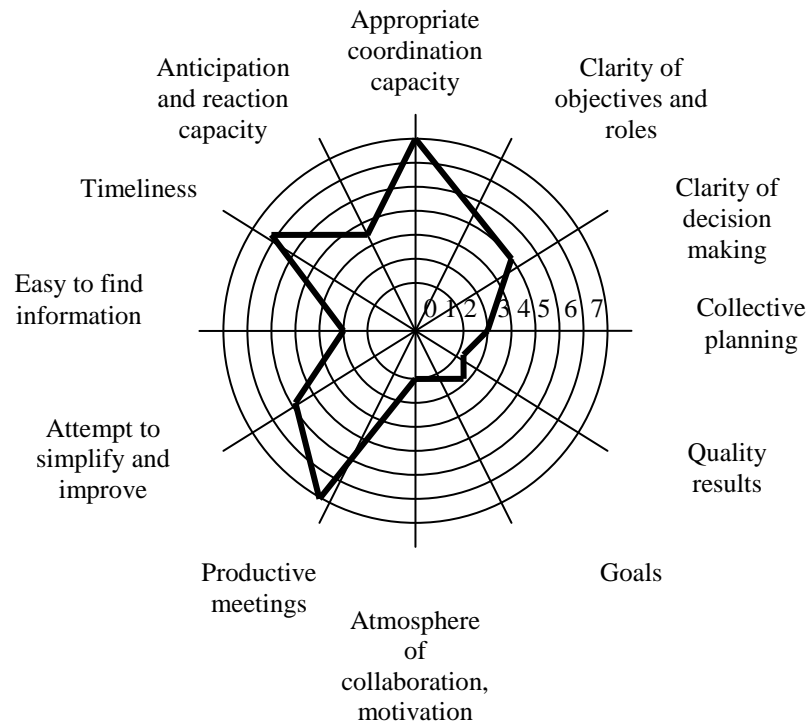 Appropriate
coordination
capacity
Clarity of
objectives and
roles
Clarity of
decision
making
Collective
planning
Quality
results
Goals
Atmosphere
of
collaboration,
motivation
Productive
meetings
Attempt to
simplify and
improve
Easy to find
information
Timeliness
Anticipation
and reaction
capacity
0 1 2 3 4 5 6 7